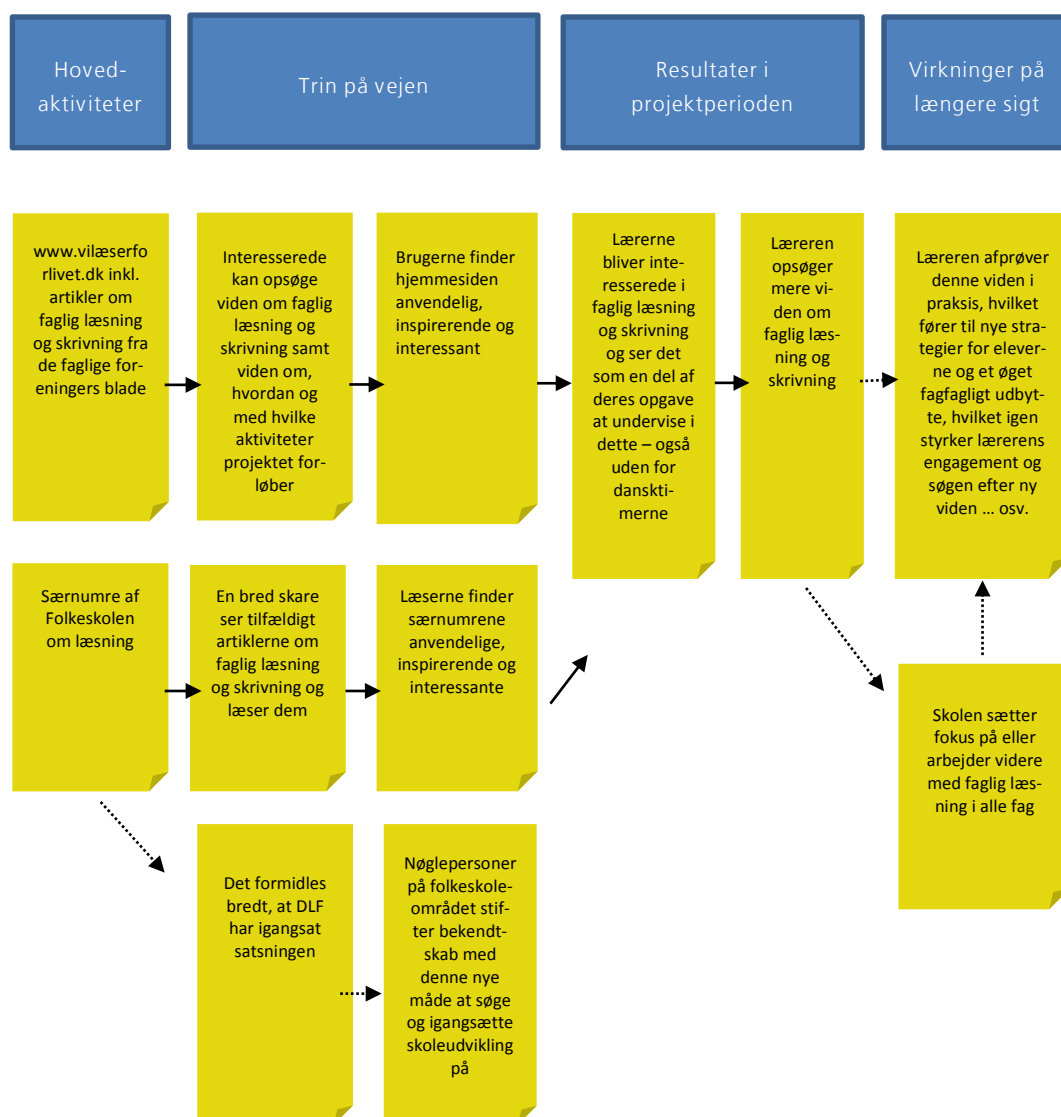 Hoved-
aktiviteter
Trin på vejen
Resultater i
projektperioden
Virkninger på
længere sigt
www.vilæserfo
rlivet.dk inkl.
artikler om
faglig læsning
og skrivning fra
de faglige for-
eningers blade
Interesserede
kan opsøge
viden om faglig
læsning og
skrivning samt
viden om,
hvordan og
med hvilke
aktiviteter
projektet for-
løber
Brugerne finder
hjemmesiden
anvendelig,
inspirerende og
interessant
Lærerne
bliver inte-
resserede i
faglig læsning
og skrivning
og ser det
som en del af
deres opgave
at undervise i
dette – også
uden for
danskti-
merne
Læreren
opsøger
mere vi-
den om
faglig læs-
ning og
skrivning
Læreren afprøver
denne viden i
praksis, hvilket
fører til nye stra-
tegier for elever-
ne og et øget
fagfagligt udbyt-
te, hvilket igen
styrker lærerens
engagement og
søgen efter ny
viden … osv.
Særnumre af
Folkeskolen
om læsning
En bred skare
ser tilfældigt
artiklerne om
faglig læsning
og skrivning og
læser dem
Læserne finder
særnumrene
anvendelige,
inspirerende og
interessante
Skolen sætter
fokus på eller
arbejder videre
med faglig læs-
ning i alle fag
Det formidles
bredt, at DLF
har igangsat
satsningen
Nøglepersoner
på folkeskole-
området stif-
ter bekendt-
skab med
denne nye
måde at søge
og igangsætte
skoleudvikling
på